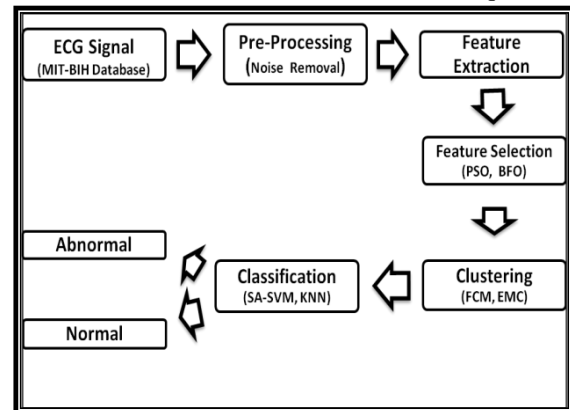 ECG Signal
(MIT-BIH Database)
Pre-Processing
(Noise Removal)
Feature
Extraction
Feature Selection
(PSO, BFO)
Clustering
(FCM, EMC)
Classification
(SA-SVM, KNN)
Abnormal
Normal